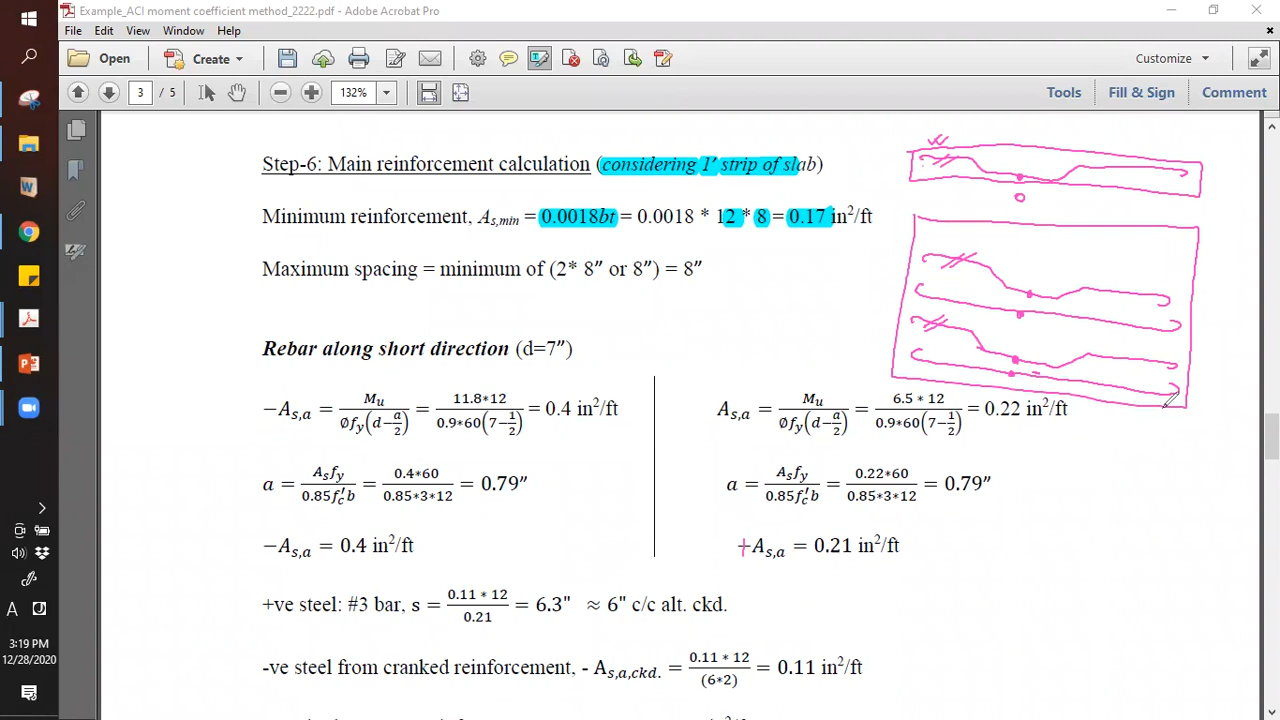 Example_ACI moment coefficient method_2222.pdf - Adobe Acrobat Pro
File Edit View Window Help
Open Create Customize
3 / 5 132% Tools Fill & Sign Comment
Step-6: Main reinforcement calculation (considering 1' strip of slab)
Minimum reinforcement, As,min = 0.0018bt = 0.0018 * 12 * 8 = 0.17 in²/ft
Maximum spacing = minimum of (2* 8″ or 8″) = 8″
Rebar along short direction (d=7″)
−As,a = Mu / ∅fy(d−a/2) = 11.8*12 / 0.9*60(7−1/2) = 0.4 in²/ft
a = Asfy / 0.85f′c b = 0.4*60 / 0.85*3*12 = 0.79″
−As,a = 0.4 in²/ft
As,a = Mu / ∅fy(d−a/2) = 6.5 * 12 / 0.9*60(7−1/2) = 0.22 in²/ft
a = Asfy / 0.85f′c b = 0.22*60 / 0.85*3*12 = 0.79″
+As,a = 0.21 in²/ft
+ve steel: #3 bar, s = 0.11 * 12 / 0.21 = 6.3" ≈ 6" c/c alt. ckd.
-ve steel from cranked reinforcement, - As,a,ckd. = 0.11 * 12 / (6*2) = 0.11 in²/ft
3:19 PM
12/28/2020